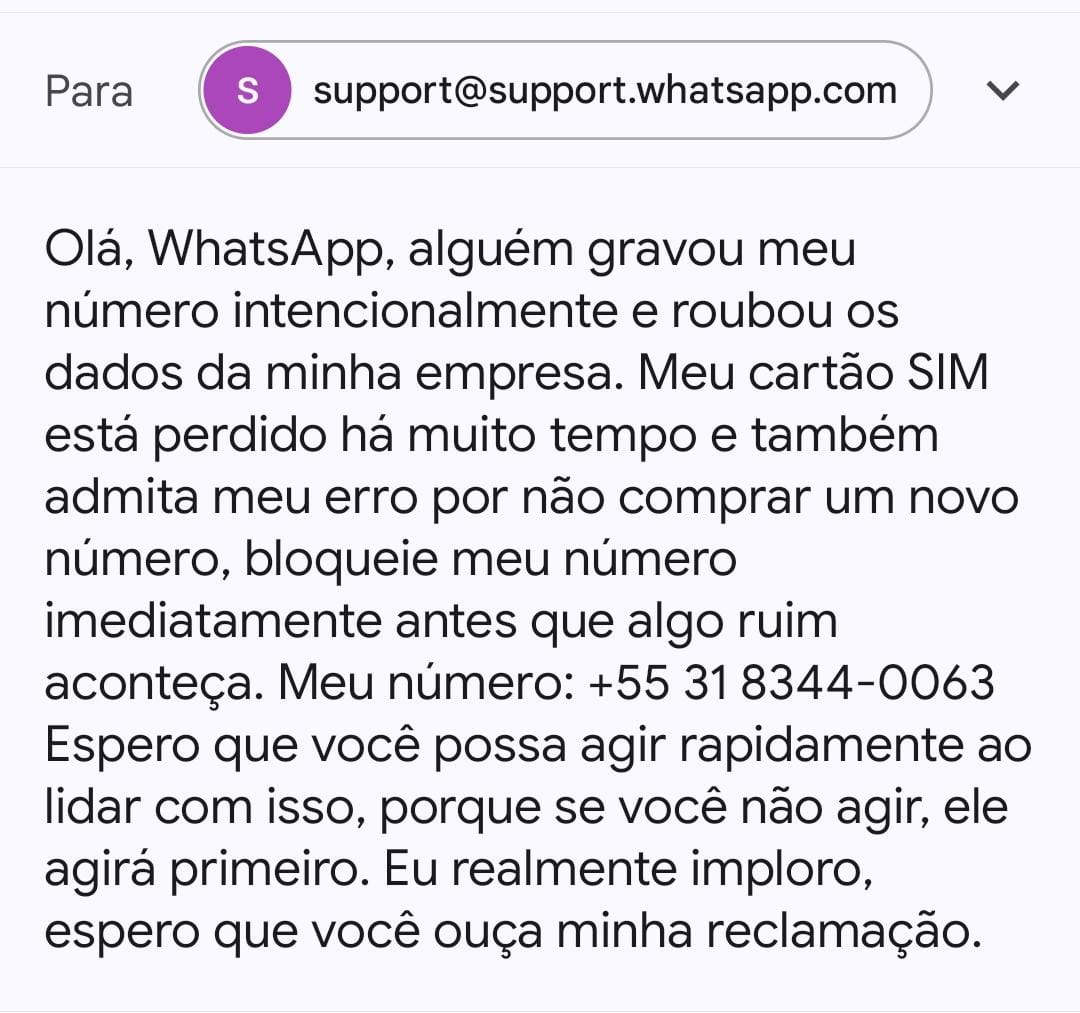 Para
S
support@support.whatsapp.com
Olá, WhatsApp, alguém gravou meu
número intencionalmente e roubou os
dados da minha empresa. Meu cartão SIM
está perdido há muito tempo e também
admita meu erro por não comprar um novo
número, bloqueie meu número
imediatamente antes que algo ruim
aconteça. Meu número: +55 31 8344-0063
Espero que você possa agir rapidamente ao
lidar com isso, porque se você não agir, ele
agirá primeiro. Eu realmente imploro,
espero que você ouça minha reclamação.